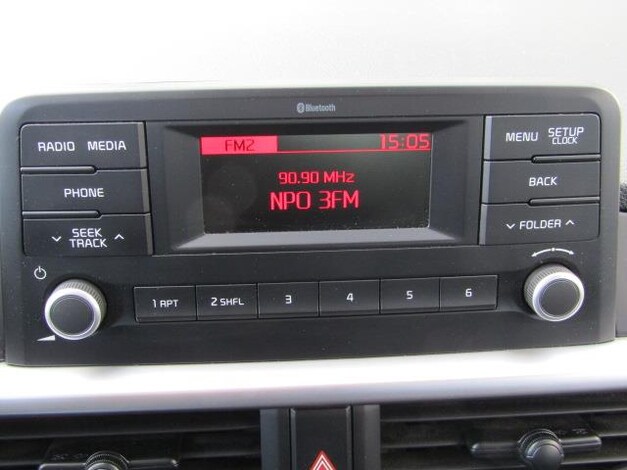 Bluetooth
RADIO MEDIA
FM2 15:05
MENU SETUP
CLOCK
PHONE
90.90 MHz
NPO 3FM
BACK
SEEK
TRACK
FOLDER
1 RPT 2 SHFL 3 4 5 6